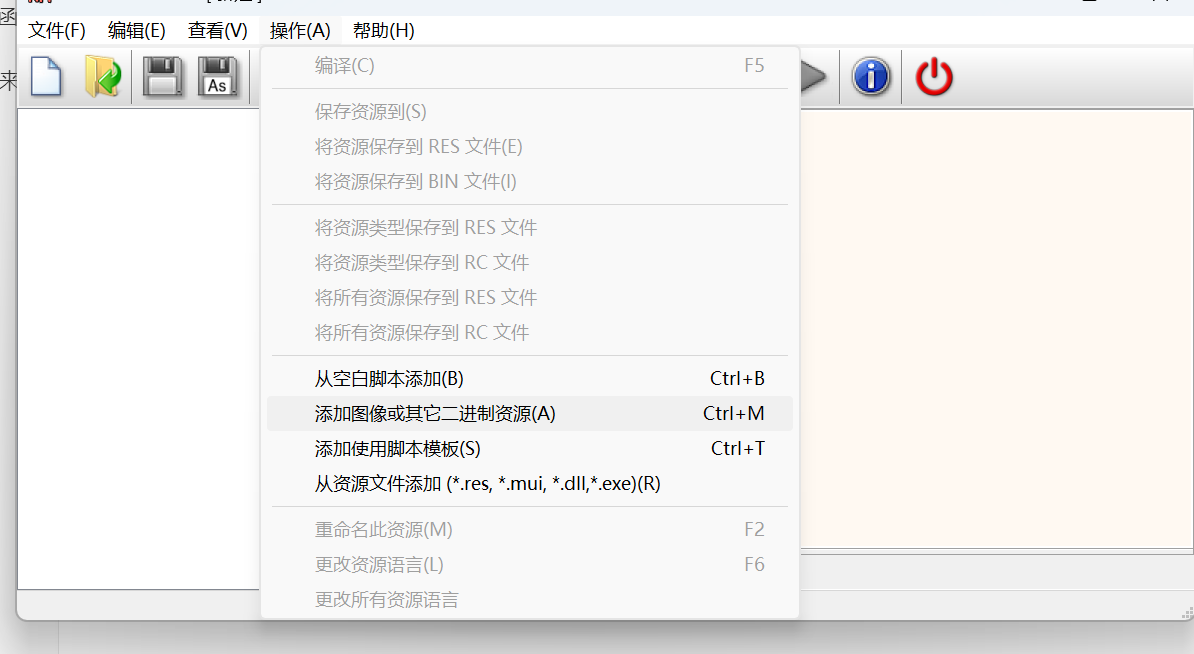 文件(F) 编辑(E) 查看(V) 操作(A) 帮助(H)
As
编译(C) F5
保存资源到(S)
将资源保存到 RES 文件(E)
将资源保存到 BIN 文件(I)
将资源类型保存到 RES 文件
将资源类型保存到 RC 文件
将所有资源保存到 RES 文件
将所有资源保存到 RC 文件
从空白脚本添加(B) Ctrl+B
添加图像或其它二进制资源(A) Ctrl+M
添加使用脚本模板(S) Ctrl+T
从资源文件添加 (*.res, *.mui, *.dll,*.exe)(R)
重命名此资源(M) F2
更改资源语言(L) F6
更改所有资源语言
来